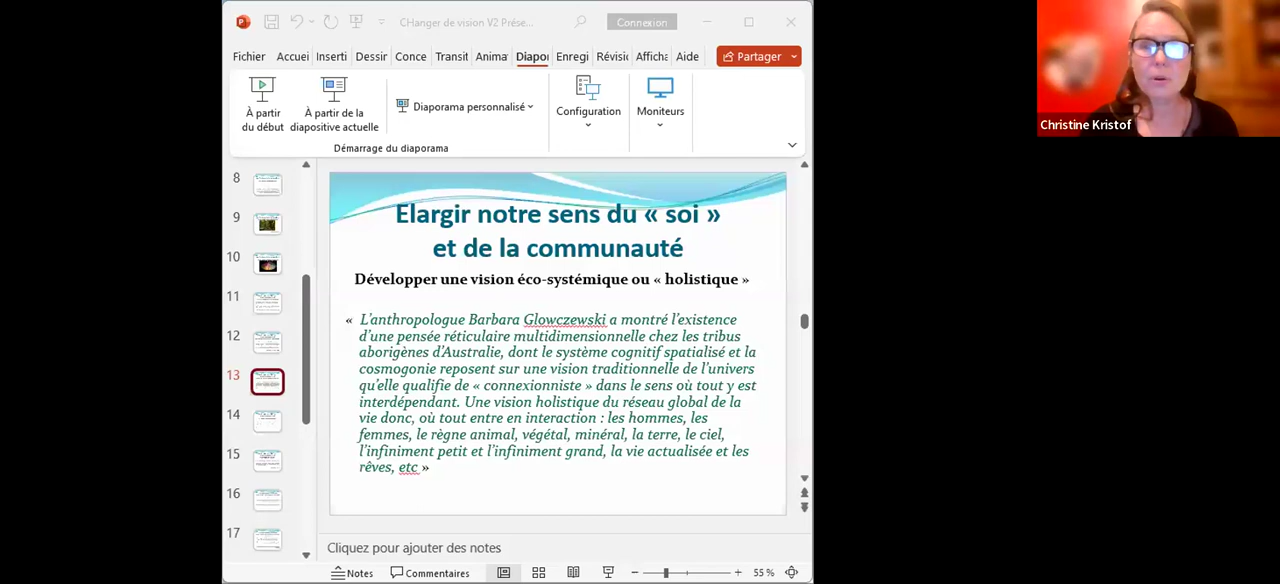 CHanger de vision V2 Prése...
Connexion
Fichier Accuei Inserti Dessir Conce Transit Anima Diapor Enregi Révisic Afficha Aide Partager
À partir
du début
À partir de la
diapositive actuelle
Diaporama personnalisé
Configuration
Moniteurs
Démarrage du diaporama
8
9
10
11
12
13
14
15
16
17
Elargir notre sens du « soi »
et de la communauté
Développer une vision éco-systémique ou « holistique »
« L’anthropologue Barbara Glowczewski a montré l’existence
d’une pensée réticulaire multidimensionnelle chez les tribus
aborigènes d’Australie, dont le système cognitif spatialisé et la
cosmogonie reposent sur une vision traditionnelle de l’univers
qu’elle qualifie de « connexionniste » dans le sens où tout y est
interdépendant. Une vision holistique du réseau global de la
vie donc, où tout entre en interaction : les hommes, les
femmes, le règne animal, végétal, minéral, la terre, le ciel,
l’infiniment petit et l’infiniment grand, la vie actualisée et les
rêves, etc »
Cliquez pour ajouter des notes
Notes Commentaires 55 %
Christine Kristof